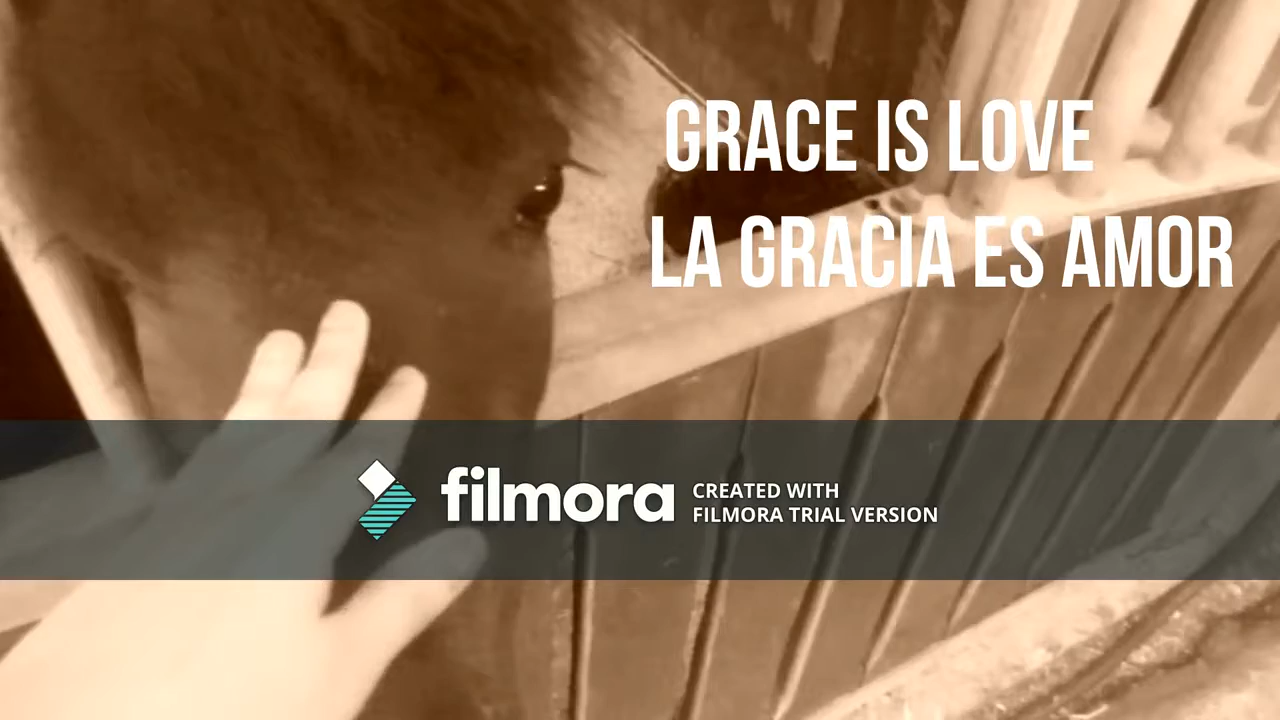 GRACE IS LOVE
LA GRACIA ES AMOR
filmora
CREATED WITH
FILMORA TRIAL VERSION